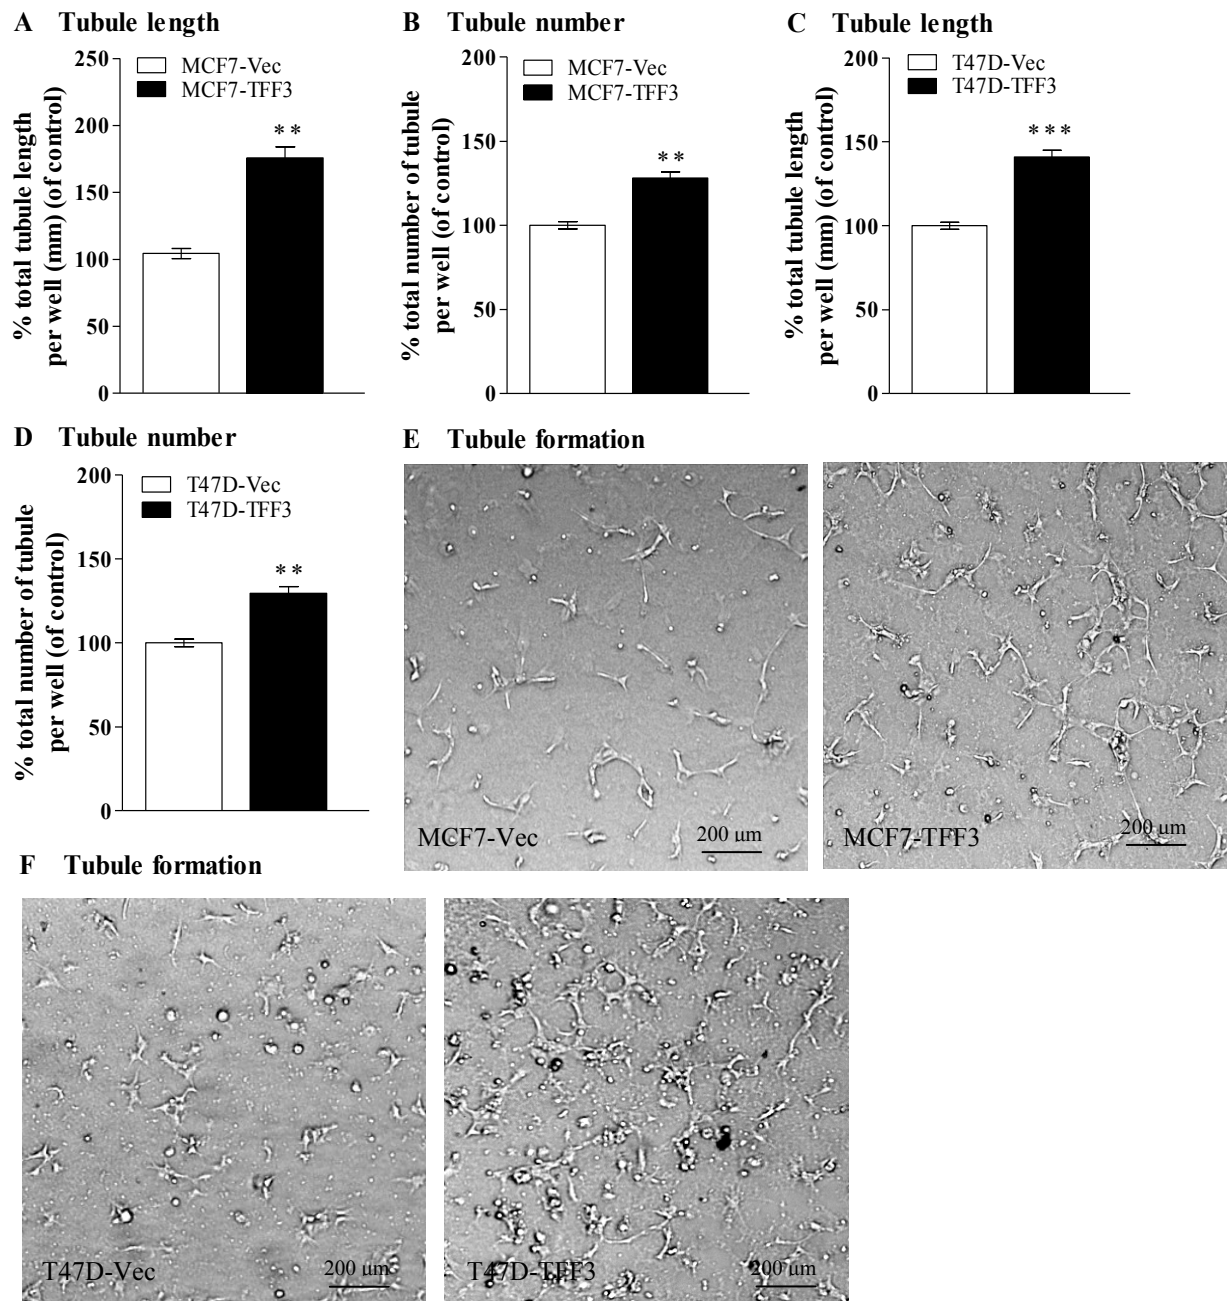 A Tubule length
250
200
150
100
50
0
% total tubule length
per well (mm) (of control)
MCF7-Vec
MCF7-TFF3
**
B Tubule number
200
150
100
50
0
% total number of tubule
per well (of control)
MCF7-Vec
MCF7-TFF3
**
C Tubule length
200
150
100
50
0
% total tubule length
per well (mm) (of control)
T47D-Vec
T47D-TFF3
***
D Tubule number
200
150
100
50
0
% total number of tubule
per well (of control)
T47D-Vec
T47D-TFF3
**
E Tubule formation
MCF7-Vec
200 μm
MCF7-TFF3
200 μm
F Tubule formation
T47D-Vec
200 μm
T47D-TFF3
200 μm